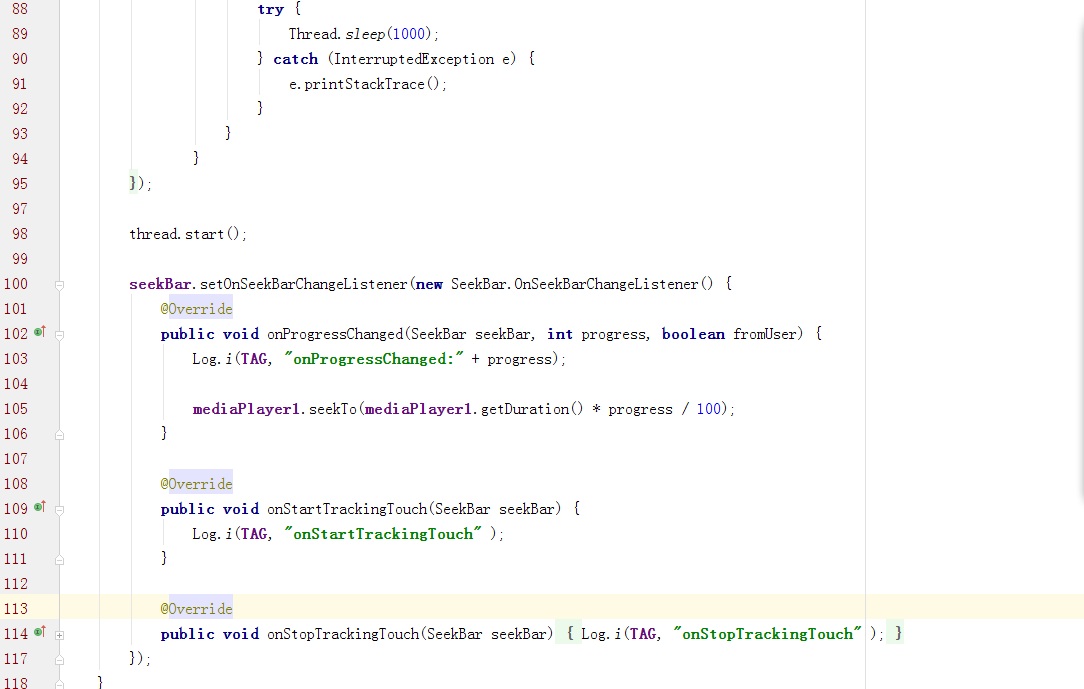 88 try {
89 Thread.sleep(1000);
90 } catch (InterruptedException e) {
91 e.printStackTrace();
92 }
93 }
94 }
95 });
97
98 thread.start();
99
100 seekBar.setOnSeekBarChangeListener(new SeekBar.OnSeekBarChangeListener() {
101 @Override
102 public void onProgressChanged(SeekBar seekBar, int progress, boolean fromUser) {
103 Log.i(TAG, "onProgressChanged:" + progress);
104
105 mediaPlayer1.seekTo(mediaPlayer1.getDuration() * progress / 100);
106 }
107
108 @Override
109 public void onStartTrackingTouch(SeekBar seekBar) {
110 Log.i(TAG, "onStartTrackingTouch" );
111 }
112
113 @Override
114 public void onStopTrackingTouch(SeekBar seekBar) { Log.i(TAG, "onStopTrackingTouch" ); }
117 });
118 }